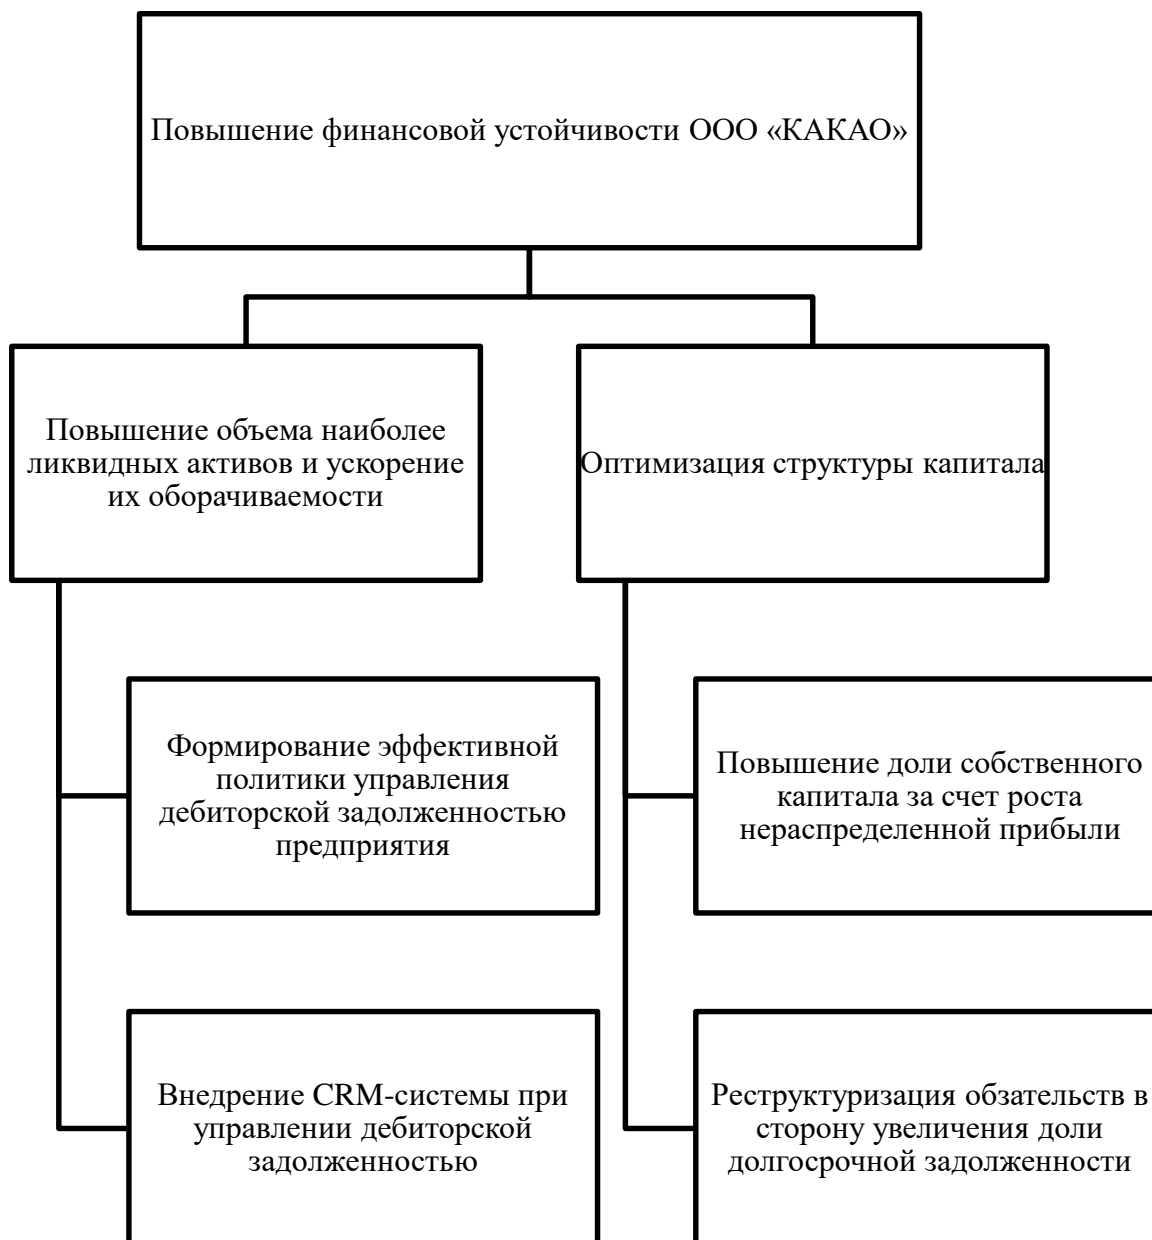 Повышение финансовой устойчивости ООО «КАКАО»
Повышение объема наиболее
ликвидных активов и ускорение
их оборачиваемости
Оптимизация структуры капитала
Формирование эффективной
политики управления
дебиторской задолженностью
предприятия
Повышение доли собственного
капитала за счет роста
нераспределенной прибыли
Внедрение CRM-системы при
управлении дебиторской
задолженностью
Реструктуризация обзательств в
сторону увеличения доли
долгосрочной задолженности